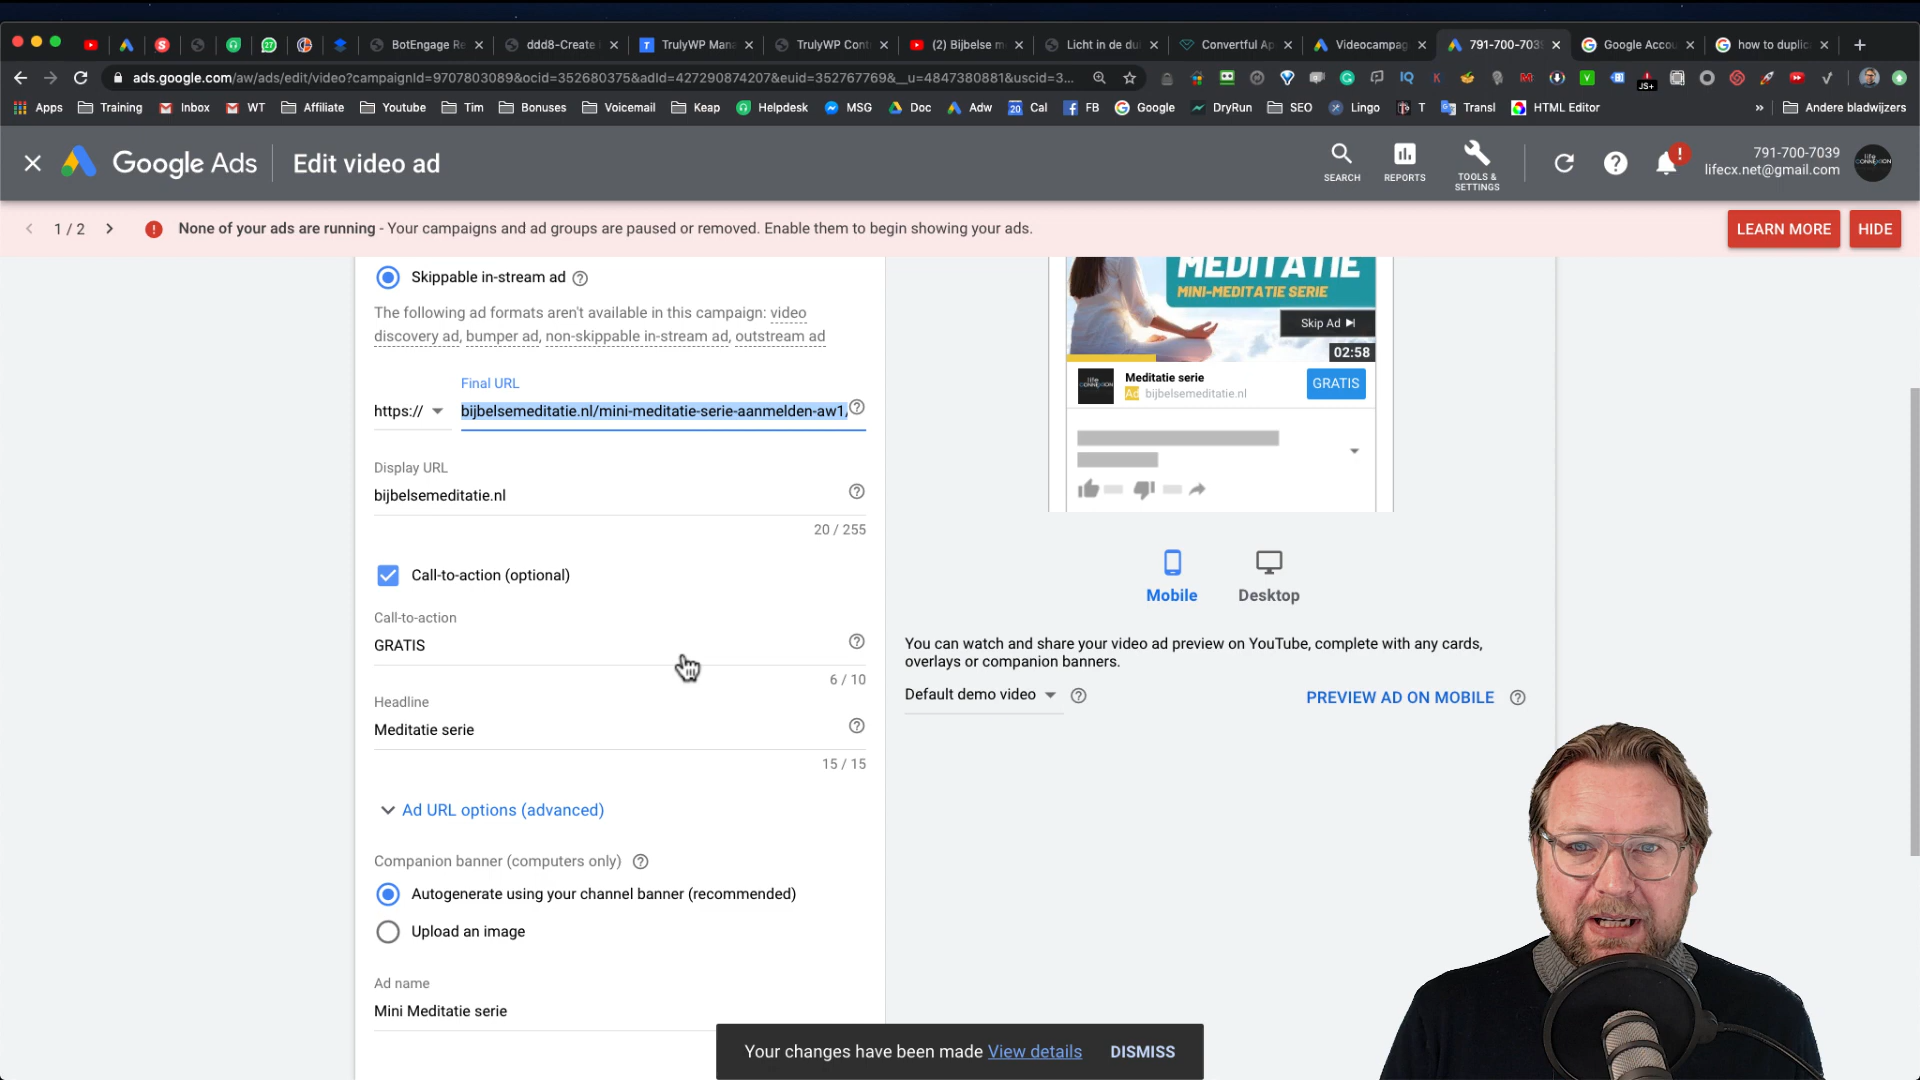 BotEngage Re
ddd8-Create
TrulyWP Man
TrulyWP Cont
(2) Bijbelse m
Licht in de du
Convertful Ap
Videocampag
791-700-703
Google Accou
how to duplic
ads.google.com/aw/ads/edit/video?campaignId=9707803089&ocid=352680375&adId=427290874207&euid=352767769&__u=4847380881&uscid=3...
Apps Training Inbox WT Affiliate Youtube Tim Bonuses Voicemail Keap Helpdesk MSG Doc Adw Cal FB Google DryRun SEO Lingo T Transl HTML Editor » Andere bladwijzers
Google Ads Edit video ad
SEARCH
REPORTS
TOOLS &
SETTINGS
791-700-7039
lifecx.net@gmail.com
1 / 2
None of your ads are running - Your campaigns and ad groups are paused or removed. Enable them to begin showing your ads.
LEARN MORE
HIDE
Skippable in-stream ad
The following ad formats aren't available in this campaign: video
discovery ad, bumper ad, non-skippable in-stream ad, outstream ad
Final URL
https://
bijbelsemeditatie.nl/mini-meditatie-serie-aanmelden-aw1/
Display URL
bijbelsemeditatie.nl
20 / 255
Call-to-action (optional)
Call-to-action
GRATIS
6 / 10
Headline
Meditatie serie
15 / 15
Ad URL options (advanced)
Companion banner (computers only)
Autogenerate using your channel banner (recommended)
Upload an image
Ad name
Mini Meditatie serie
MEDITATIE
MINI-MEDITATIE SERIE
Skip Ad
02:58
Meditatie serie
Ad bijbelsemeditatie.nl
GRATIS
Mobile
Desktop
You can watch and share your video ad preview on YouTube, complete with any cards,
overlays or companion banners.
Default demo video
PREVIEW AD ON MOBILE
Your changes have been made View details DISMISS